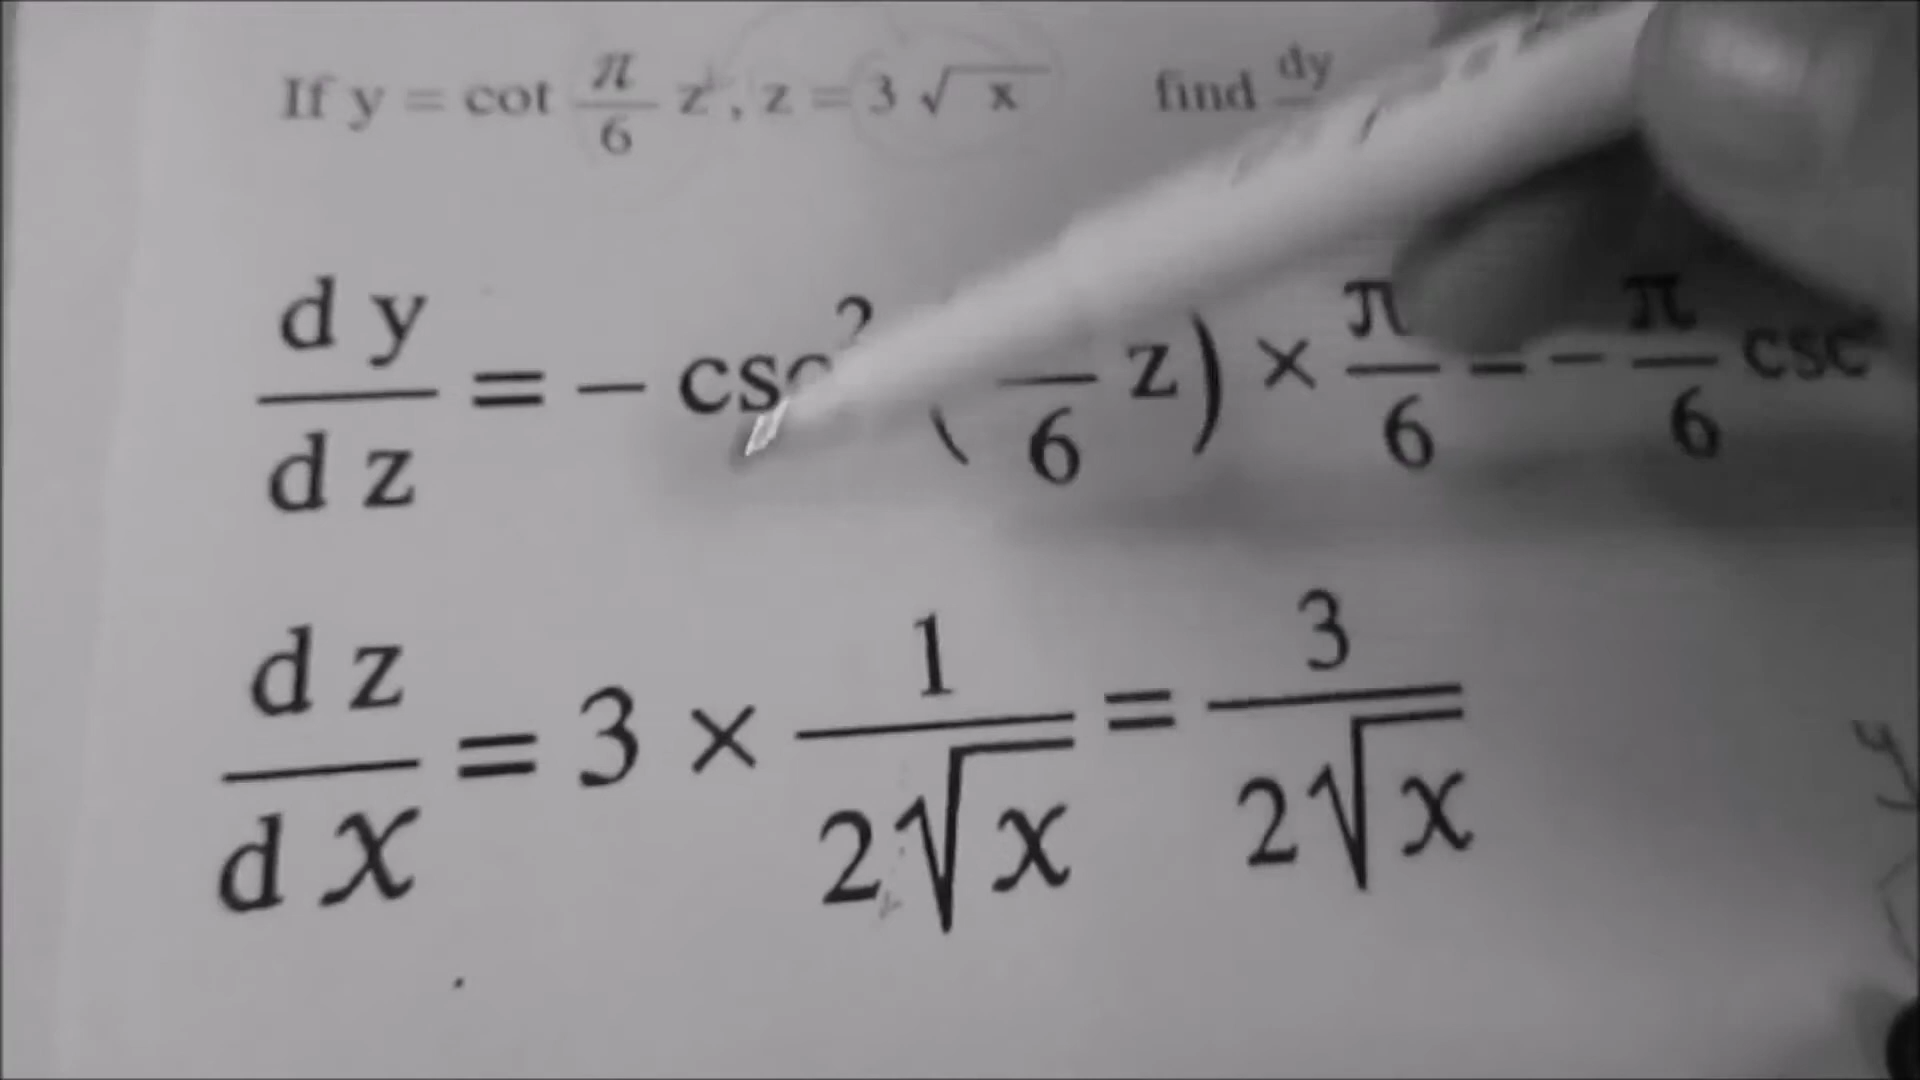 If y = cot π/6 z, z = 3 √x find dy
dy/dz = − csc² ( /6 z) × π/6 = − π/6 csc
dz/dx = 3 × 1/2√x = 3/2√x
y